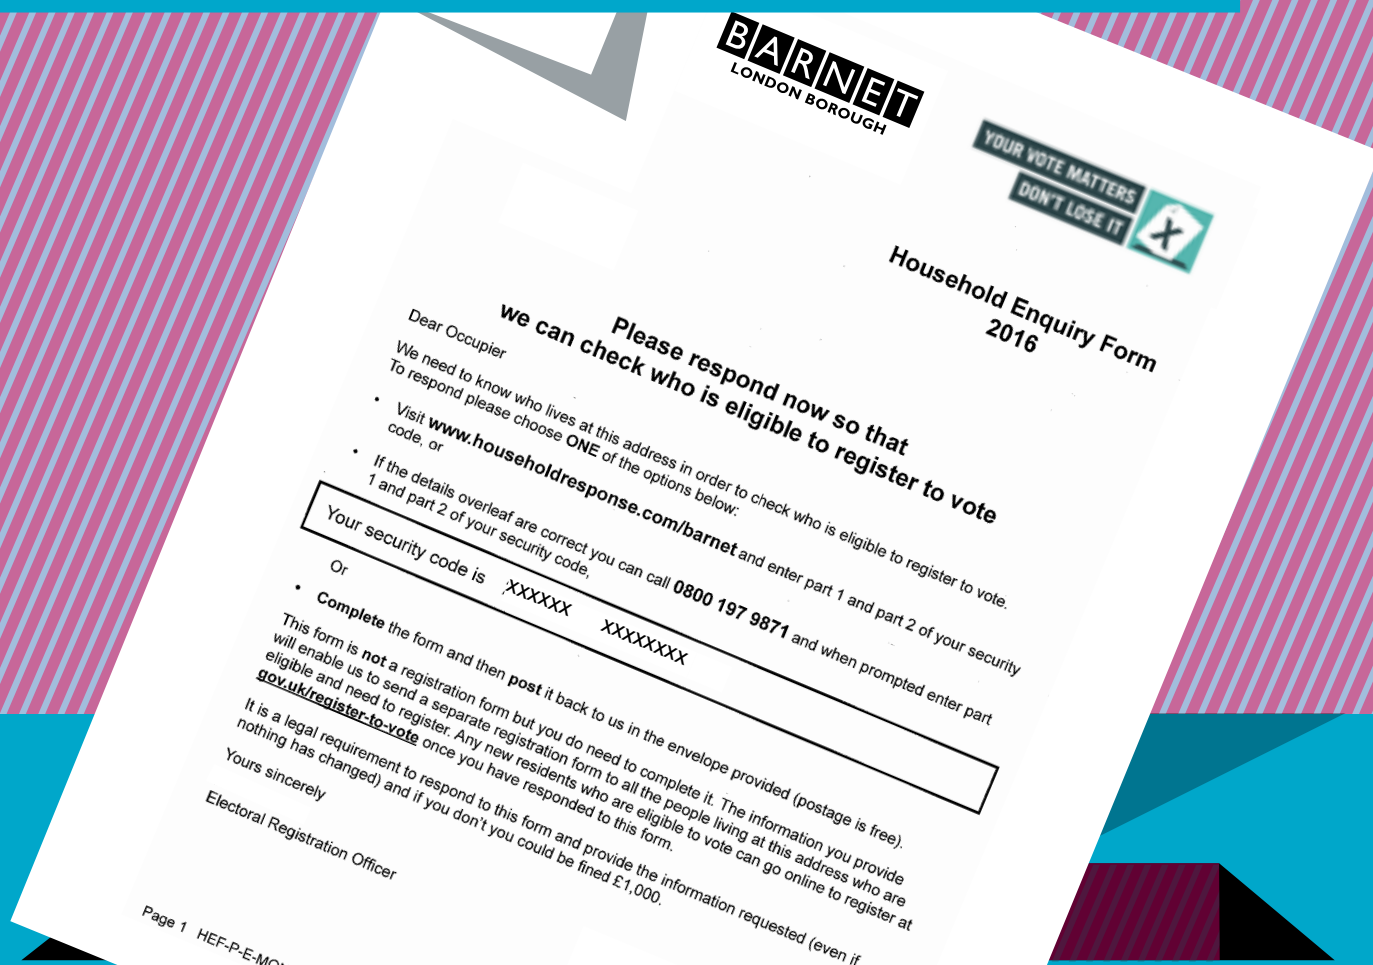 BARNET
LONDON BOROUGH
YOUR VOTE MATTERS
DON'T LOSE IT
Household Enquiry Form
2016
Please respond now so that
we can check who is eligible to register to vote
Dear Occupier
We need to know who lives at this address in order to check who is eligible to register to vote.
To respond please choose ONE of the options below:
• Visit www.householdresponse.com/barnet and enter part 1 and part 2 of your security
code, or
• If the details overleaf are correct you can call 0800 197 9871 and when prompted enter part
1 and part 2 of your security code,
Your security code is XXXXXX XXXXXXXX
Or
• Complete the form and then post it back to us in the envelope provided (postage is free).
This form is not a registration form but you do need to complete it. The information you provide
will enable us to send a separate registration form to all the people living at this address who are
eligible and need to register. Any new residents who are eligible to vote can go online to register at
gov.uk/register-to-vote once you have responded to this form.
It is a legal requirement to respond to this form and provide the information requested (even if
nothing has changed) and if you don't you could be fined £1,000.
Yours sincerely
Electoral Registration Officer
Page 1 HEF-P-E-MO